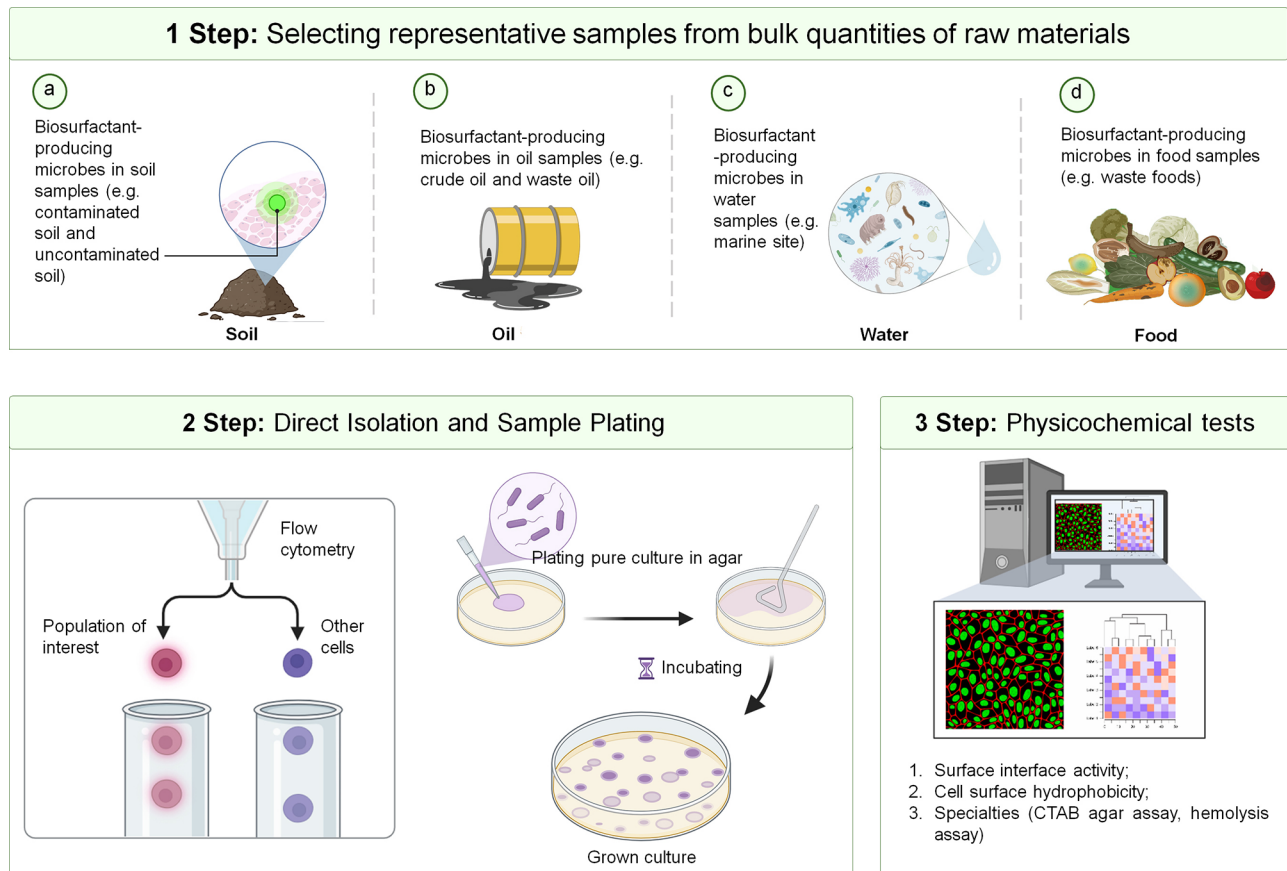 1 Step: Selecting representative samples from bulk quantities of raw materials
a
Biosurfactant-
producing
microbes in soil
samples (e.g.
contaminated
soil and
uncontaminated
soil)
Soil
b
Biosurfactant-producing
microbes in oil samples (e.g.
crude oil and waste oil)
Oil
c
Biosurfactant
-producing
microbes in
water
samples (e.g.
marine site)
Water
d
Biosurfactant-producing
microbes in food samples
(e.g. waste foods)
Food
2 Step: Direct Isolation and Sample Plating
Flow
cytometry
Population of
interest
Other
cells
Plating pure culture in agar
Incubating
Grown culture
3 Step: Physicochemical tests
1. Surface interface activity;
2. Cell surface hydrophobicity;
3. Specialties (CTAB agar assay, hemolysis
assay)